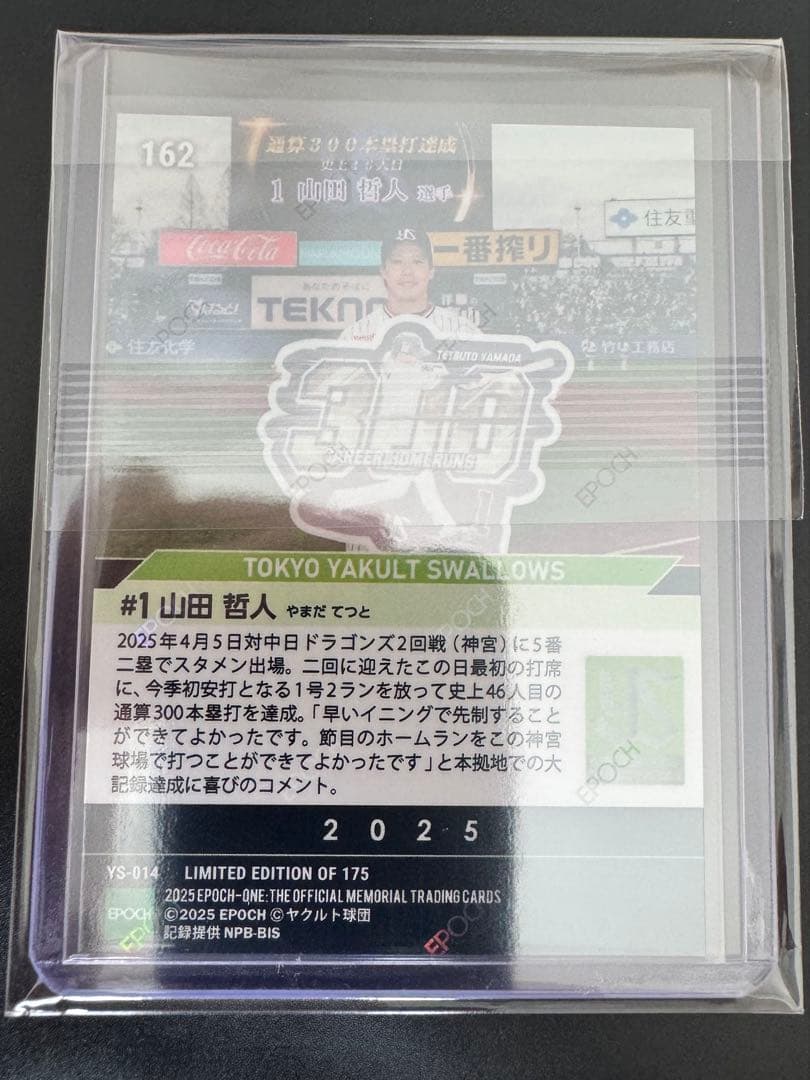 162
通算300本塁打達成
1 山田 哲人 選手
住友重
Coca-Cola
一番搾り
TEKNO
住友化学
竹中工務店
TETSUTO YAMADA
300
CAREER HOMERUNS
TOKYO YAKULT SWALLOWS
#1 山田 哲人 やまだ てつと
2025年4月5日対中日ドラゴンズ2回戦(神宮)に5番
二塁でスタメン出場。二回に迎えたこの日最初の打席
に、今季初安打となる1号2ランを放って史上46人目の
通算300本塁打を達成。「早いイニングで先制すること
ができてよかったです。節目のホームランをこの神宮
球場で打つことができてよかったです」と本拠地での大
記録達成に喜びのコメント。
2025
YS-014 LIMITED EDITION OF 175
2025 EPOCH-ONE:THE OFFICIAL MEMORIAL TRADING CARDS
EPOCH ©2025 EPOCH ©ヤクルト球団
記録提供 NPB-BIS
EPOCH
EPOCH
EPOCH
EPOCH
EPOCH
EPOCH
EPOCH